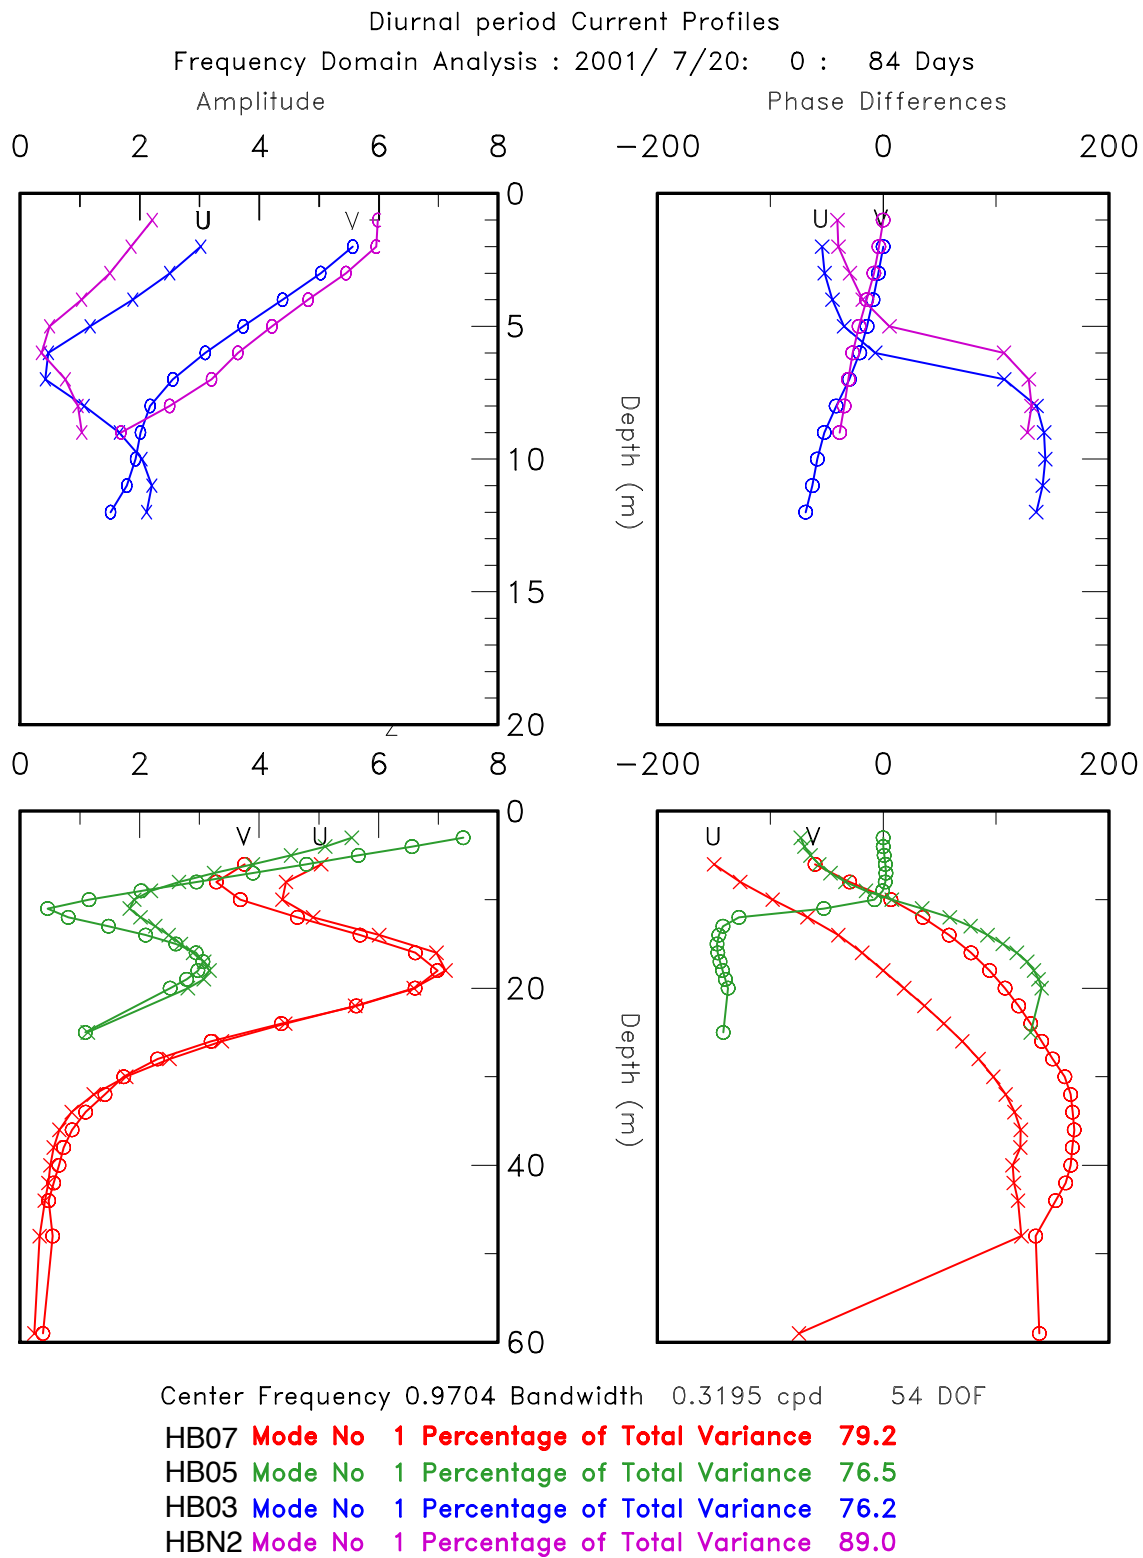 Diurnal period Current Profiles
Frequency Domain Analysis : 2001/ 7/20: 0 : 84 Days
Amplitude Phase Differences
0 2 4 6 8 -200 0 200
0
U V U V
5
Depth (m)
10
15
20
0 2 4 6 8 -200 0 200
0
V U U V
20
Depth (m)
40
60
Center Frequency 0.9704 Bandwidth 0.3195 cpd 54 DOF
HB07 Mode No 1 Percentage of Total Variance 79.2
HB05 Mode No 1 Percentage of Total Variance 76.5
HB03 Mode No 1 Percentage of Total Variance 76.2
HBN2 Mode No 1 Percentage of Total Variance 89.0